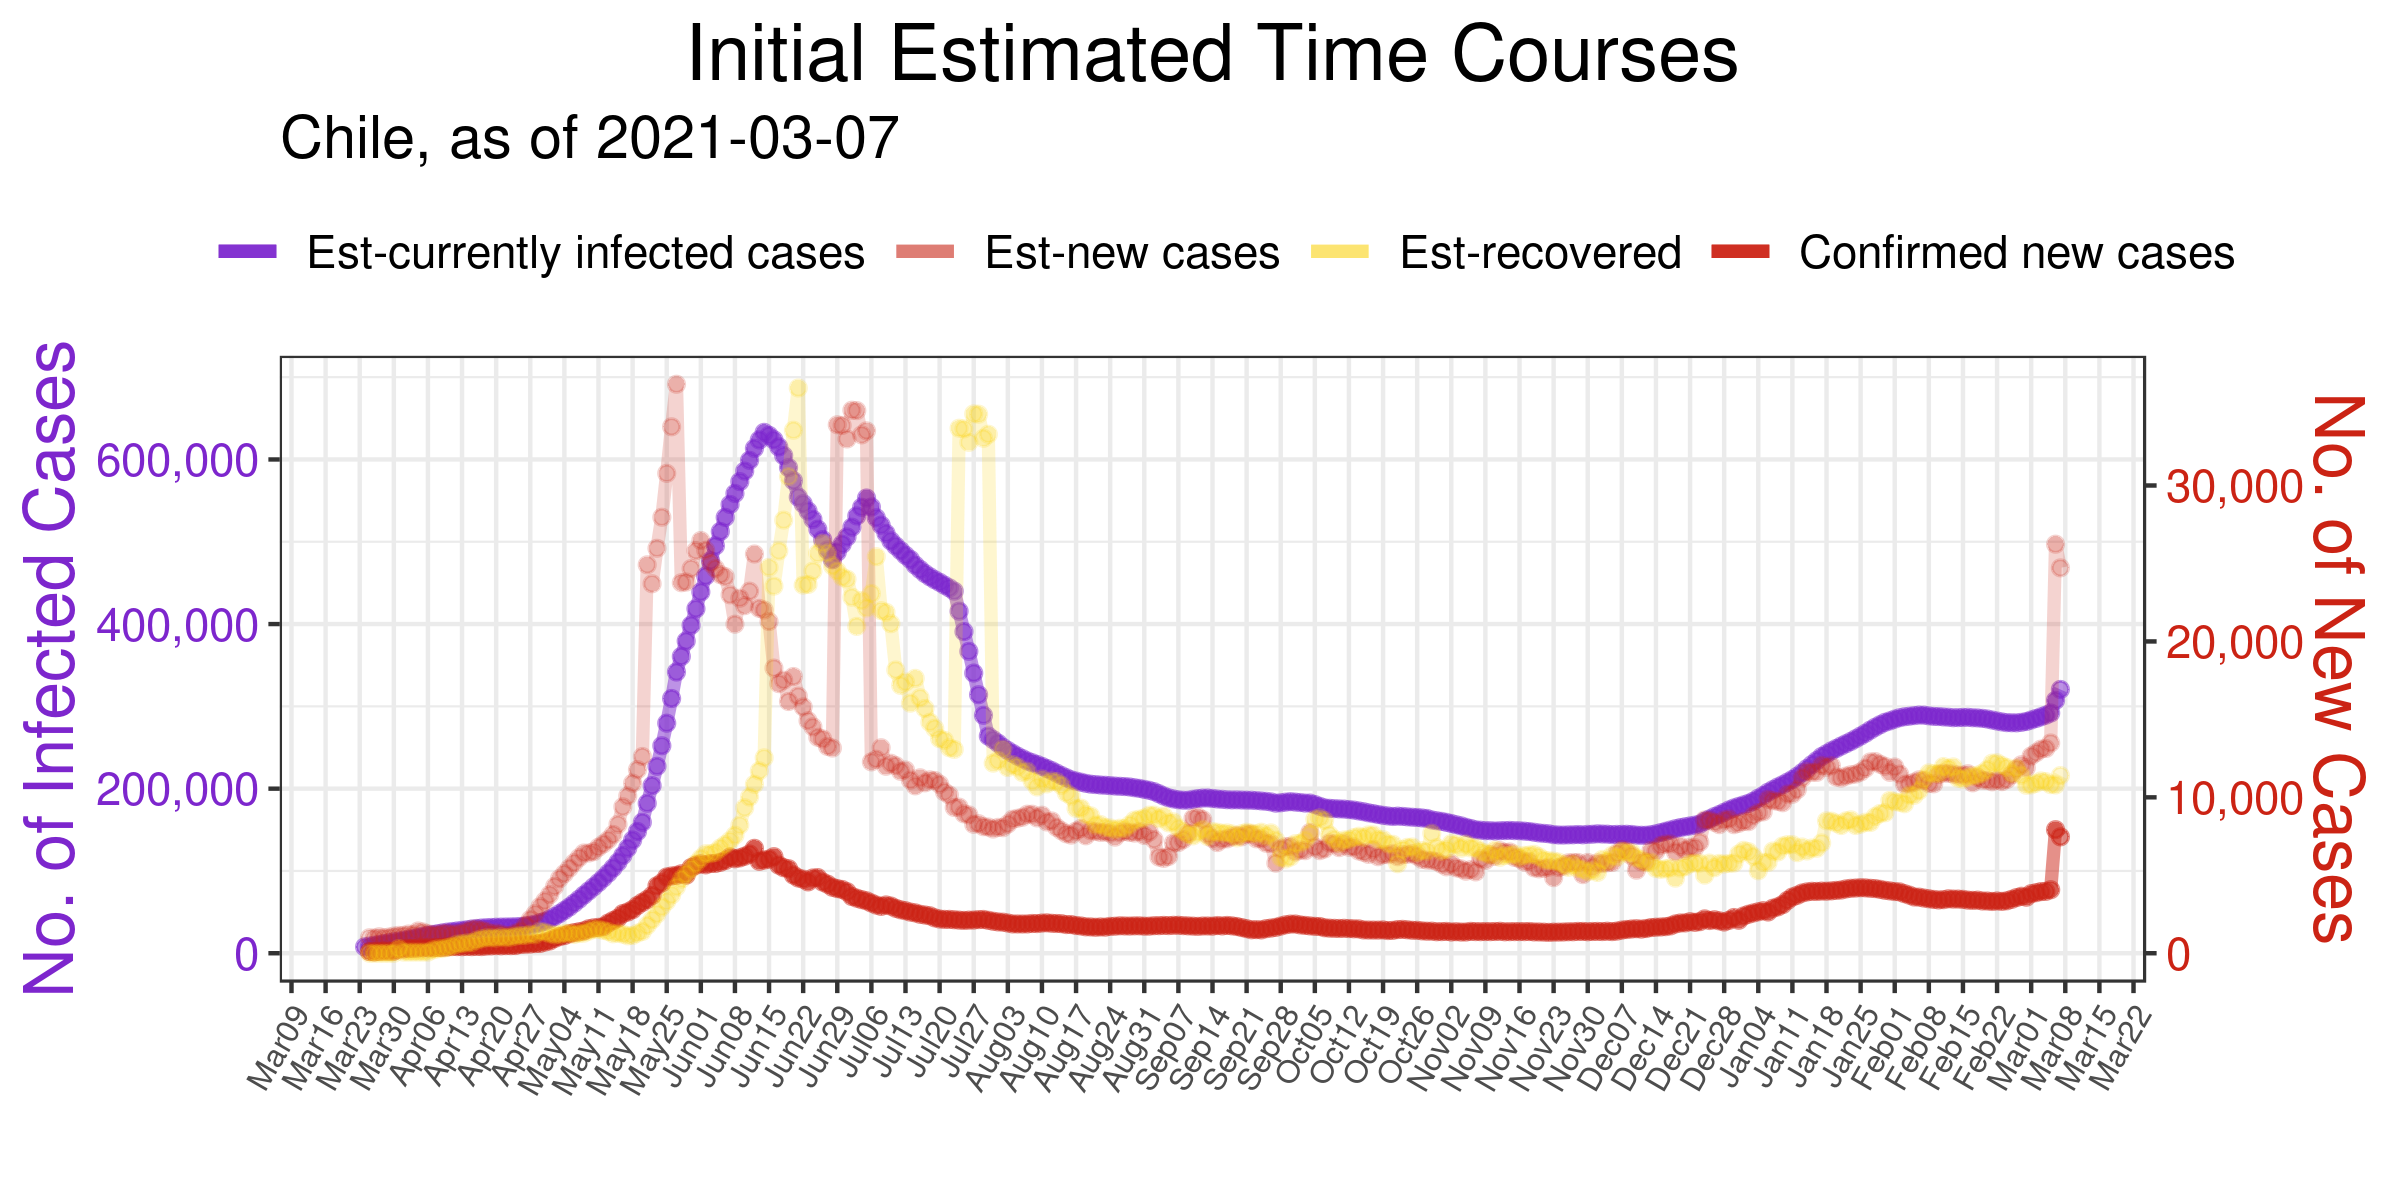 Initial Estimated Time Courses
Chile, as of 2021-03-07
Est-currently infected cases
Est-new cases
Est-recovered
Confirmed new cases
No. of Infected Cases
600,000
400,000
200,000
0
30,000
20,000
10,000
0
No. of New Cases
Mar09
Mar16
Mar23
Mar30
Apr06
Apr13
Apr20
Apr27
May04
May11
May18
May25
Jun01
Jun08
Jun15
Jun22
Jun29
Jul06
Jul13
Jul20
Jul27
Aug03
Aug10
Aug17
Aug24
Aug31
Sep07
Sep14
Sep21
Sep28
Oct05
Oct12
Oct19
Oct26
Nov02
Nov09
Nov16
Nov23
Nov30
Dec07
Dec14
Dec21
Dec28
Jan04
Jan11
Jan18
Jan25
Feb01
Feb08
Feb15
Feb22
Mar01
Mar08
Mar15
Mar22